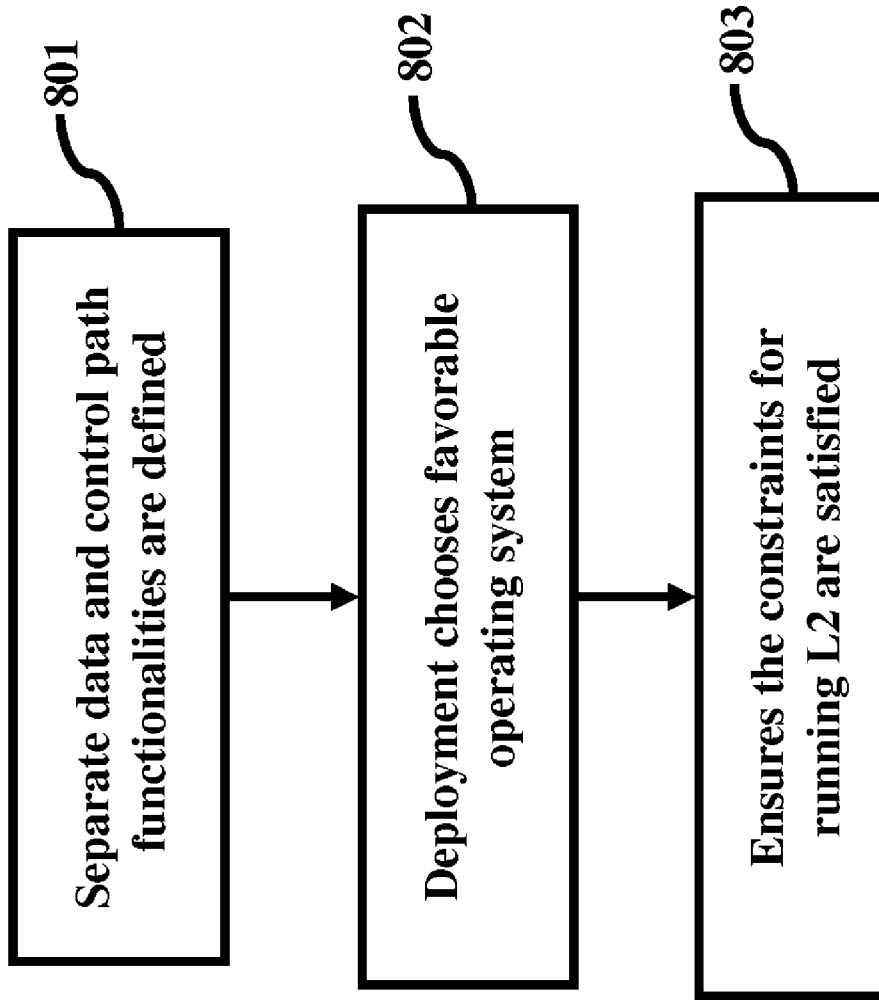 Separate data and control path
functionalities are defined
801
Deployment chooses favorable
operating system
802
Ensures the constraints for
running L2 are satisfied
803